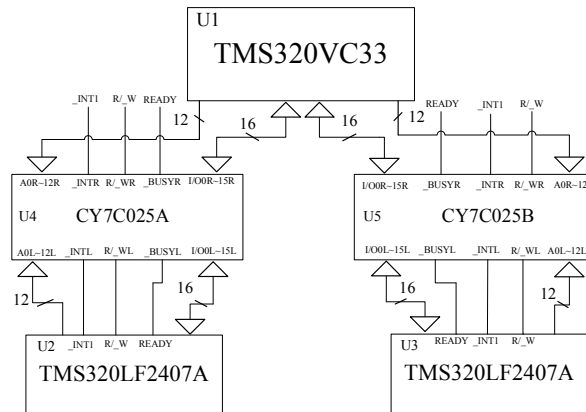 U1
TMS320VC33
_INT1 R/_W READY
12
16
16
12
READY _INT1 R/_W
A0R~12R _INTR R/_WR _BUSYR I/O0R~15R
U4 CY7C025A
A0L~12L _INTL R/_WL _BUSYL I/O0L~15L
I/O0R~15R _BUSYR _INTR R/_WR A0R~12R
U5 CY7C025B
I/O0L~15L _BUSYL _INTL R/_WL A0L~12L
12
16
16
12
U2 _INT1 R/_W READY
TMS320LF2407A
U3 READY _INT1 R/_W
TMS320LF2407A